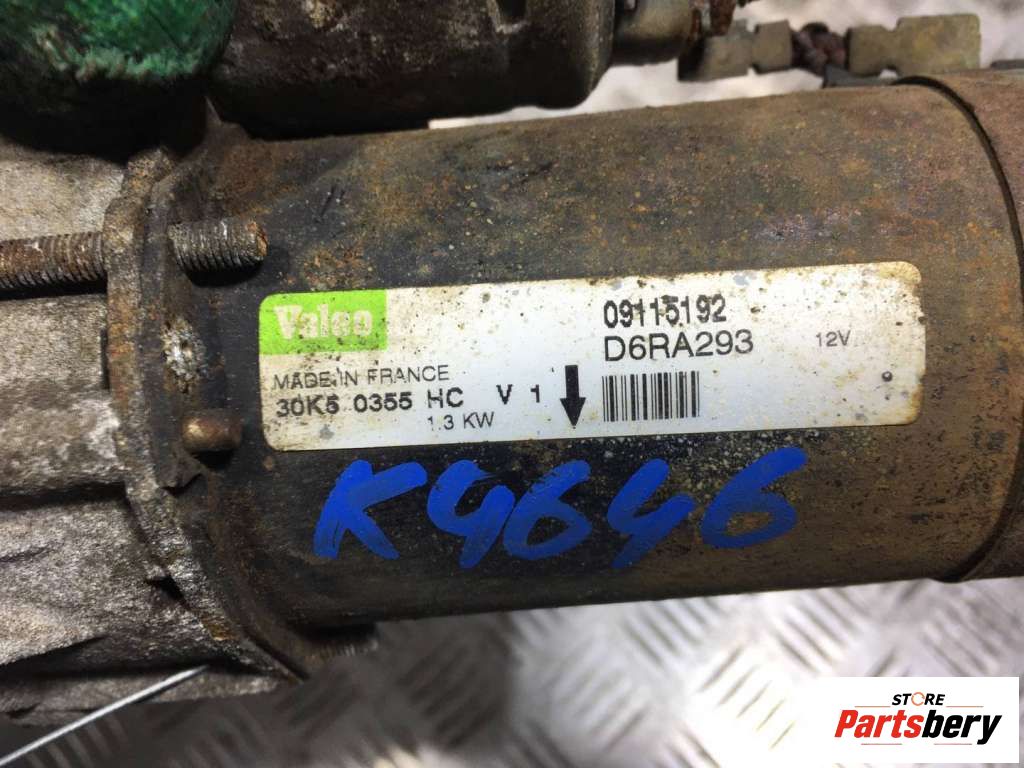 Valeo
09115192
D6RA293
12V
MADE IN FRANCE
30K5 0355 HC V 1
1.3 KW
K4646
STORE
Partsbery